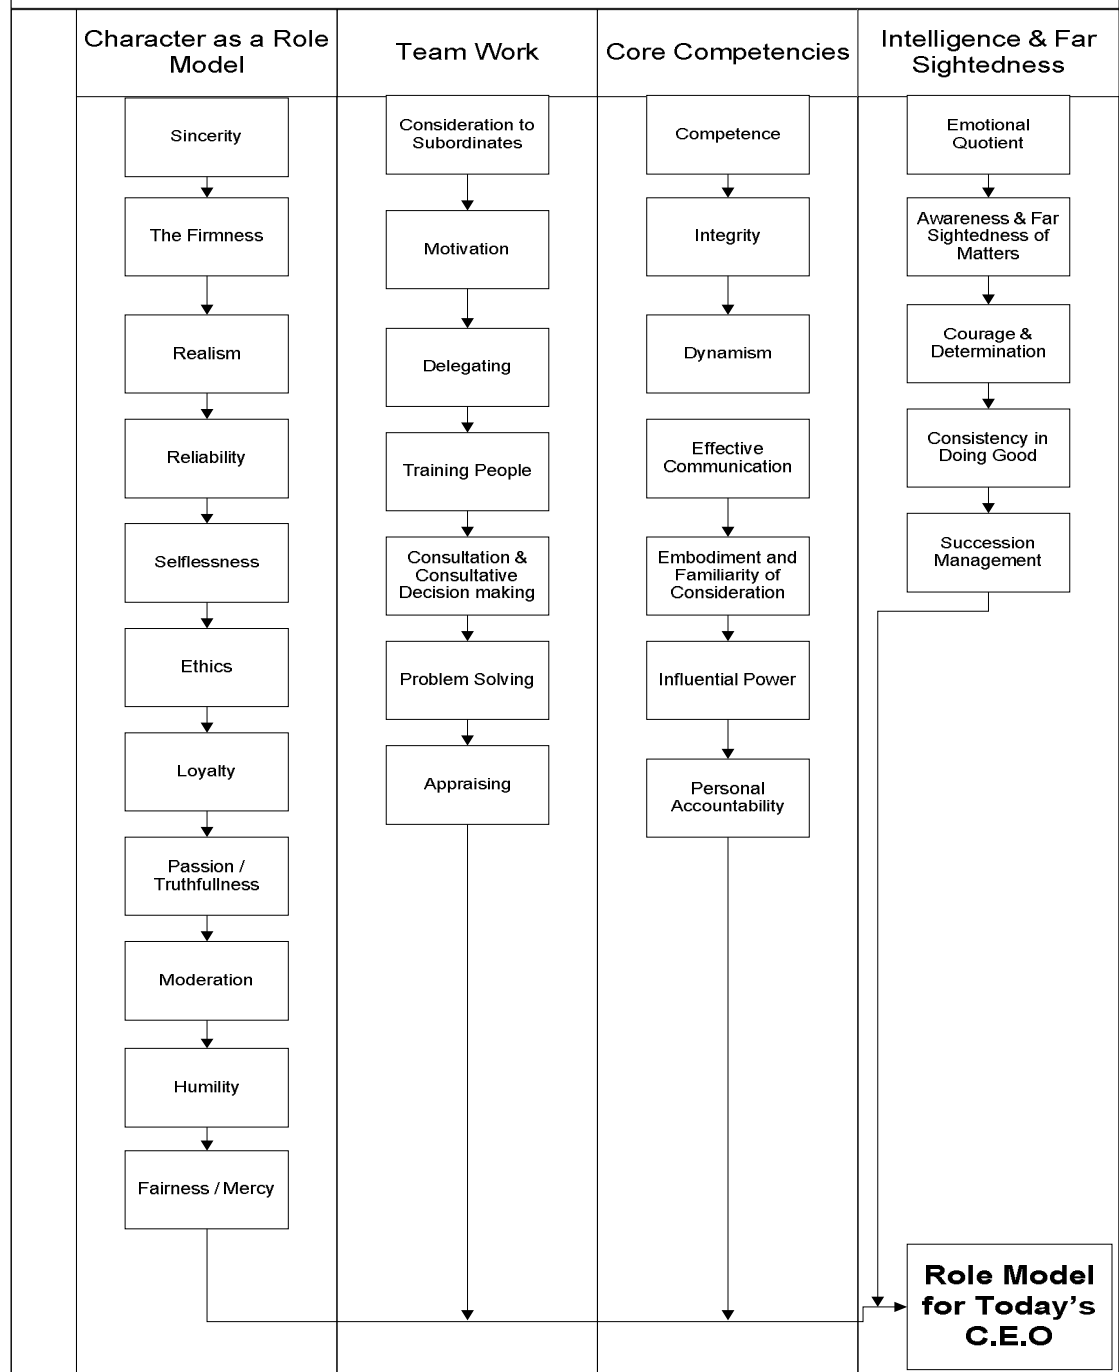 Character as a Role
Model
Sincerity
The Firmness
Realism
Reliability
Selflessness
Ethics
Loyalty
Passion /
Truthfullness
Moderation
Humility
Fairness / Mercy
Team Work
Consideration to
Subordinates
Motivation
Delegating
Training People
Consultation &
Consultative
Decision making
Problem Solving
Appraising
Core Competencies
Competence
Integrity
Dynamism
Effective
Communication
Embodiment and
Familiarity of
Consideration
Influential Power
Personal
Accountability
Intelligence & Far
Sightedness
Emotional
Quotient
Awareness & Far
Sightedness of
Matters
Courage &
Determination
Consistency in
Doing Good
Succession
Management
Role Model
for Today's
C.E.O